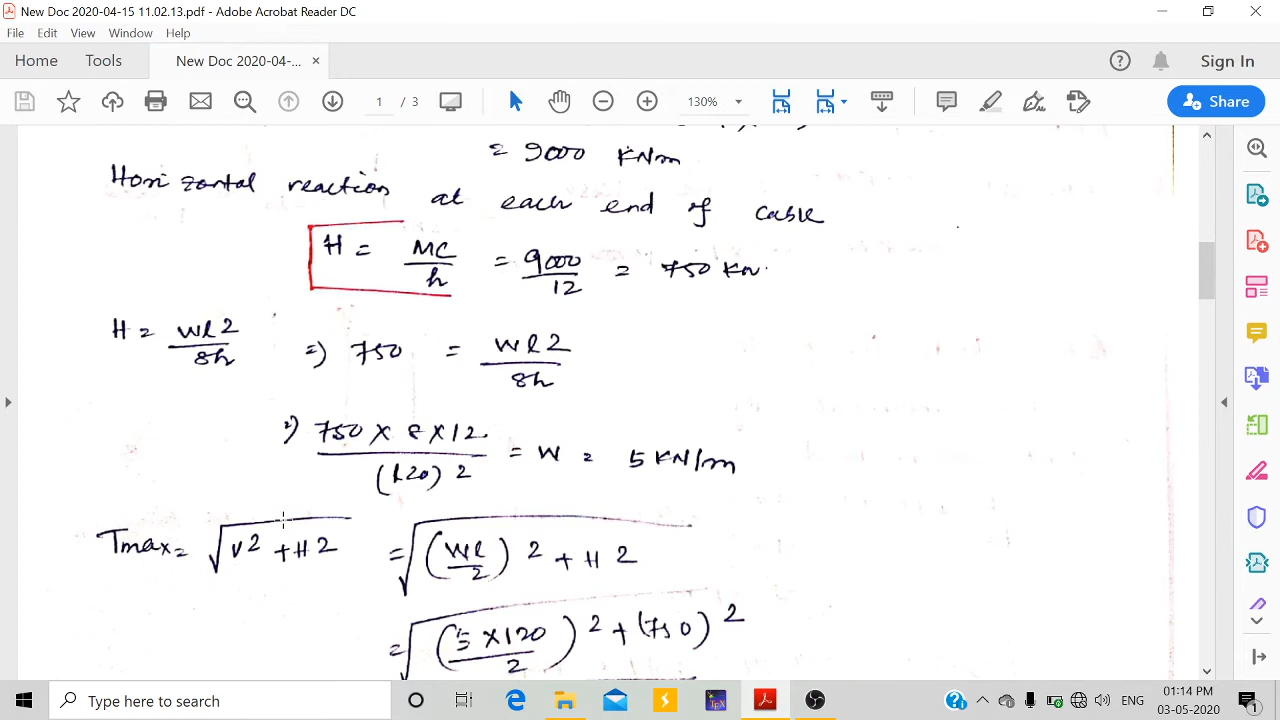 New Doc 2020-04-15 11.02.13.pdf - Adobe Acrobat Reader DC
File Edit View Window Help
Home Tools New Doc 2020-04-... × Sign In
1 / 3 130% Share
= 9000 KNm
Horizontal reaction at each end of cable
H = MC/h = 9000/12 = 750 KN.
H = Wl2/8h => 750 = Wl2/8h
=) 750 X 8 X 12/(120)2 = W = 5 KN/m
Tmax = √V2 + H2 = √(Wl/2)2 + H2
= √(5 X 120/2)2 + (750)2
Type here to search ENG 01:14 PM
03-05-2020